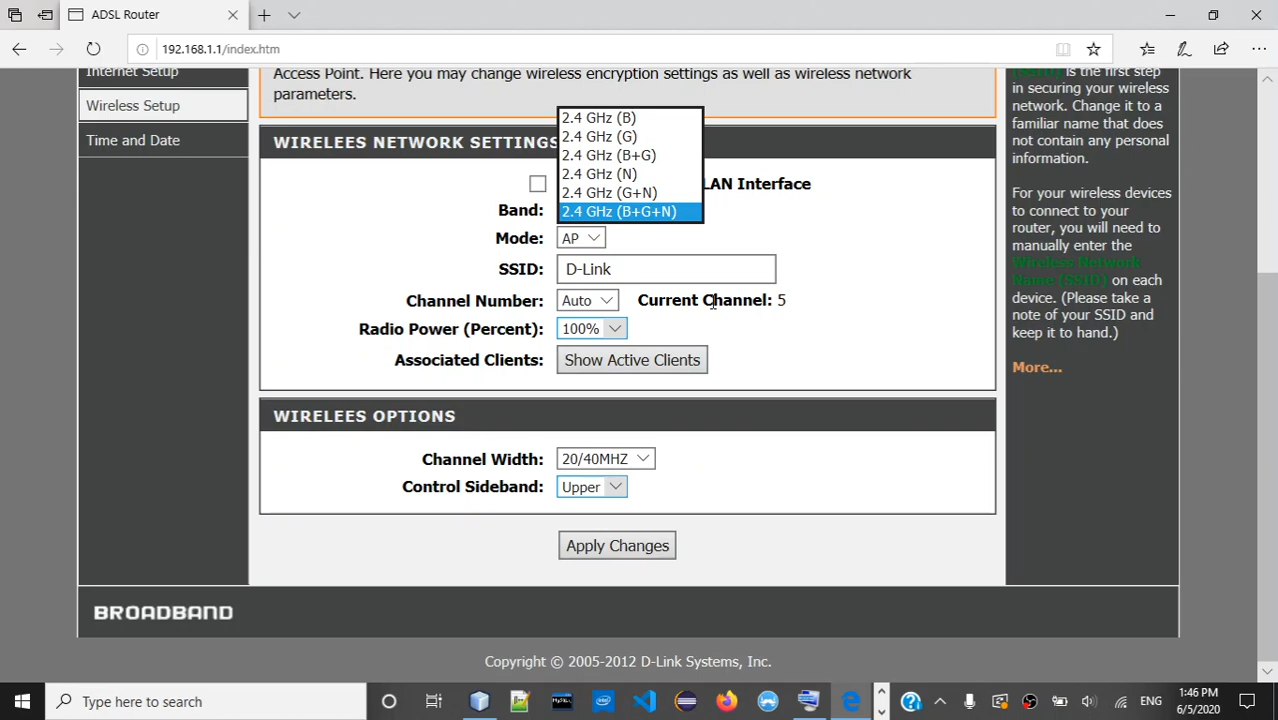 ADSL Router
192.168.1.1/index.htm
Internet Setup
Wireless Setup
Time and Date
Access Point. Here you may change wireless encryption settings as well as wireless network
parameters.
WIRELEES NETWORK SETTINGS
LAN Interface
Band:
2.4 GHz (B)
2.4 GHz (G)
2.4 GHz (B+G)
2.4 GHz (N)
2.4 GHz (G+N)
2.4 GHz (B+G+N)
Mode: AP
SSID: D-Link
Channel Number: Auto Current Channel: 5
Radio Power (Percent): 100%
Associated Clients: Show Active Clients
WIRELEES OPTIONS
Channel Width: 20/40MHZ
Control Sideband: Upper
Apply Changes
(SSID) is the first step
in securing your wireless
network. Change it to a
familiar name that does
not contain any personal
information.
For your wireless devices
to connect to your
router, you will need to
manually enter the
Wireless Network
Name (SSID) on each
device. (Please take a
note of your SSID and
keep it to hand.)
More...
BROADBAND
Copyright © 2005-2012 D-Link Systems, Inc.
Type here to search
ENG
1:46 PM
6/5/2020